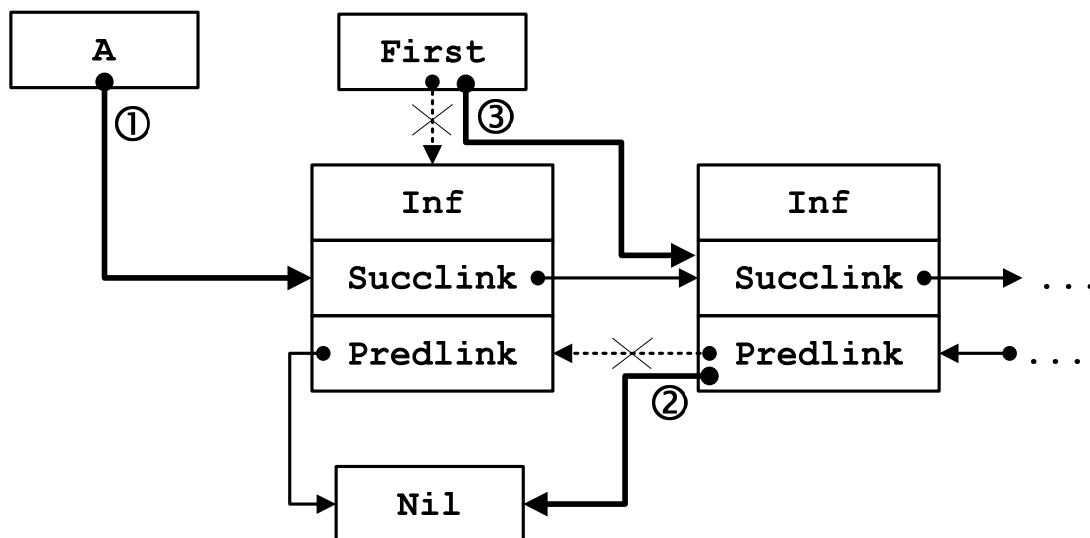 A First
① ③
Inf Inf
Succlink Succlink ...
Predlink Predlink ...
②
Nil